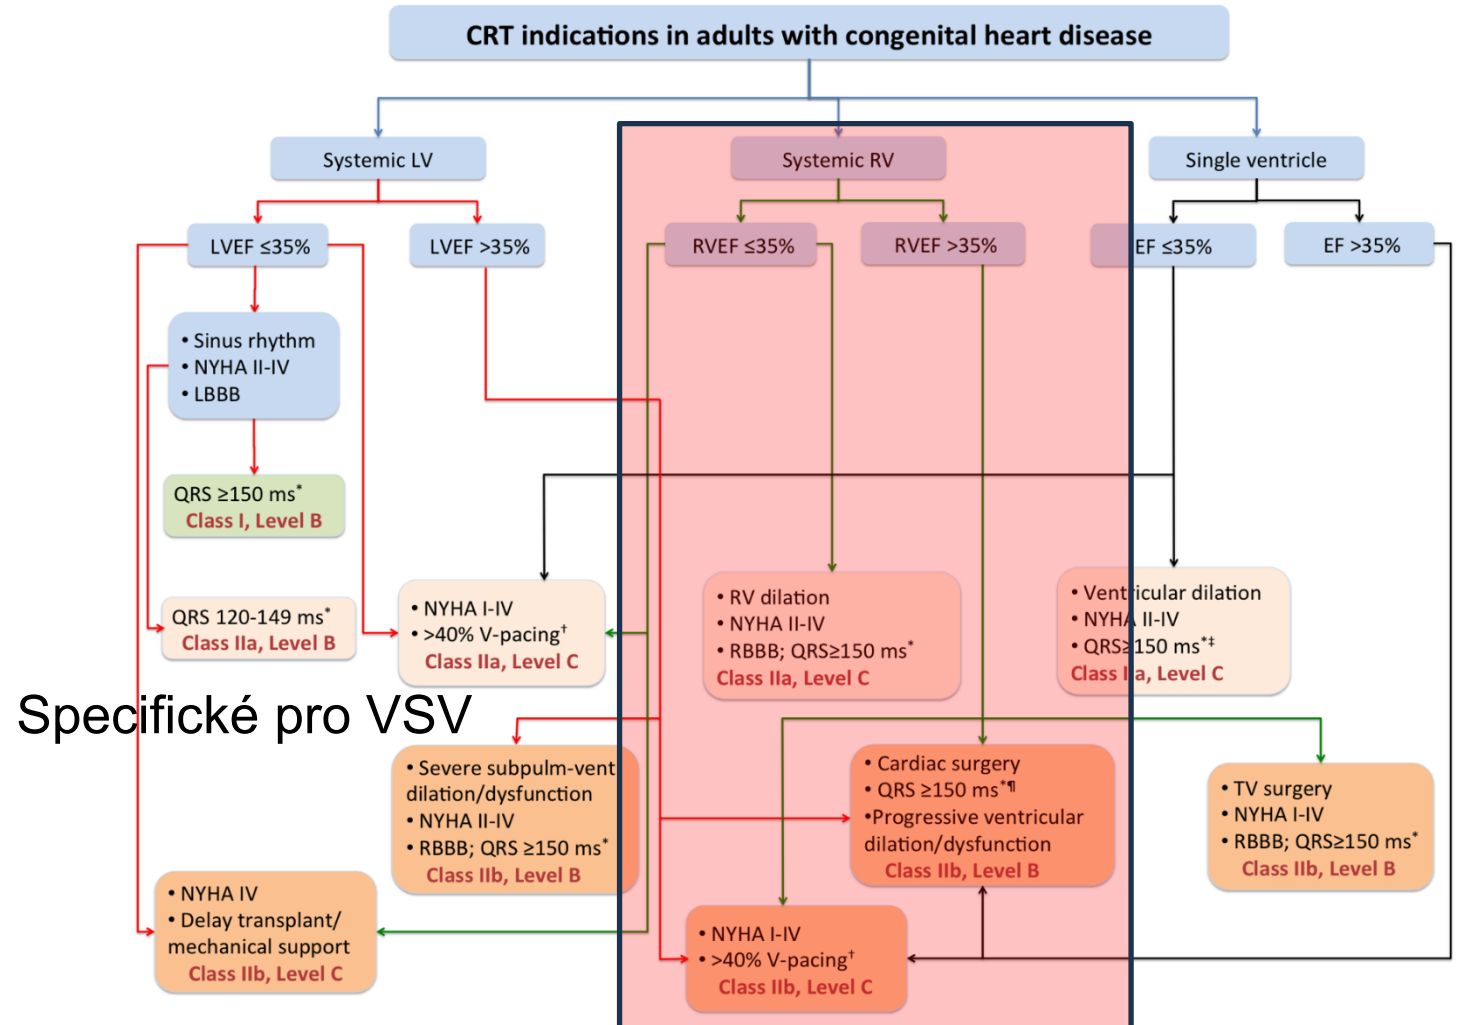 CRT indications in adults with congenital heart disease
Systemic LV
Systemic RV
Single ventricle
LVEF ≤35%
LVEF >35%
RVEF ≤35%
RVEF >35%
EF ≤35%
EF >35%
• Sinus rhythm
• NYHA II-IV
• LBBB
QRS ≥150 ms*
Class I, Level B
QRS 120-149 ms*
Class IIa, Level B
• NYHA I-IV
• >40% V-pacing†
Class IIa, Level C
• RV dilation
• NYHA II-IV
• RBBB; QRS≥150 ms*
Class IIa, Level C
• Ventricular dilation
• NYHA II-IV
• QRS≥150 ms*‡
Class IIa, Level C
Specifické pro VSV
• Severe subpulm-vent
dilation/dysfunction
• NYHA II-IV
• RBBB; QRS ≥150 ms*
Class IIb, Level B
• Cardiac surgery
• QRS ≥150 ms*¶
•Progressive ventricular
dilation/dysfunction
Class IIb, Level B
• TV surgery
• NYHA I-IV
• RBBB; QRS≥150 ms*
Class IIb, Level B
• NYHA IV
• Delay transplant/
mechanical support
Class IIb, Level C
• NYHA I-IV
• >40% V-pacing†
Class IIb, Level C